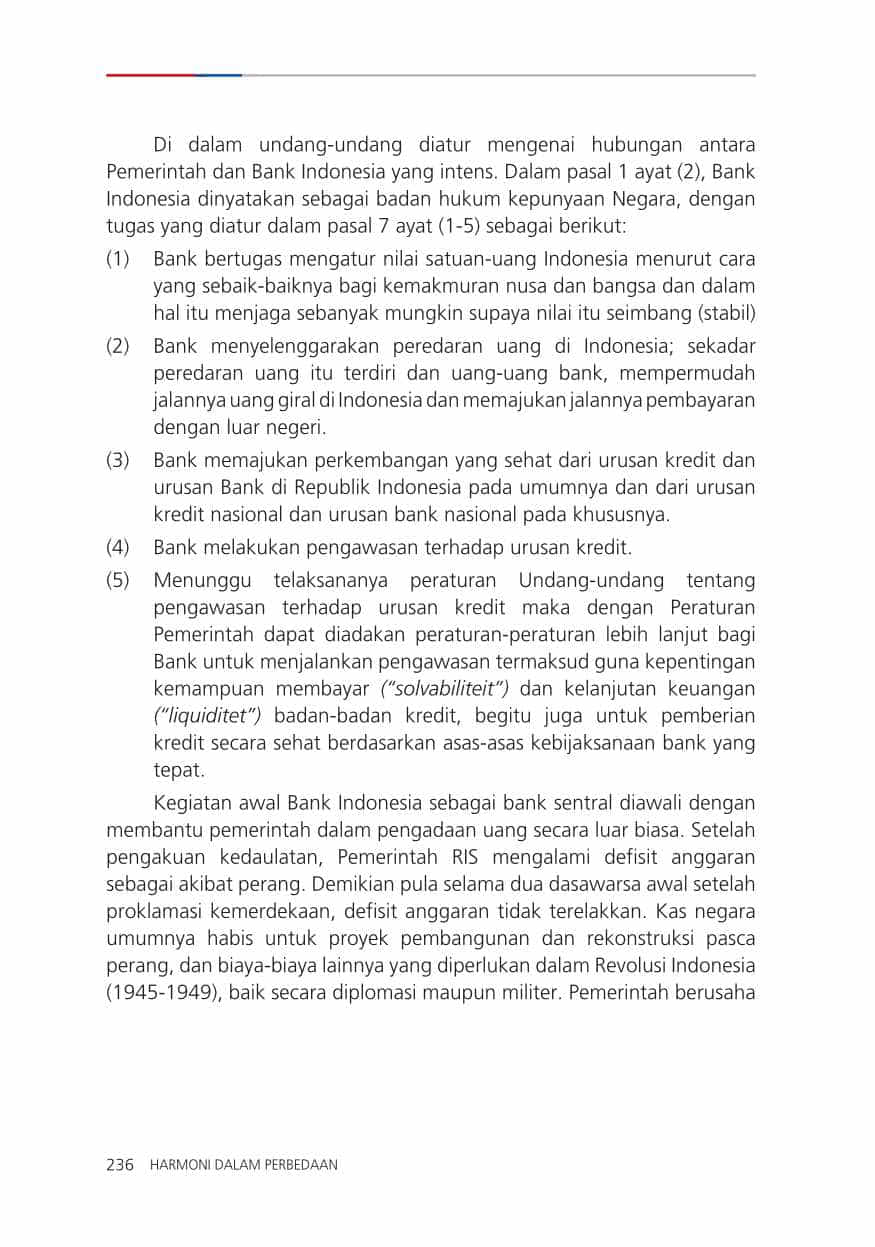 Di dalam undang-undang diatur mengenai hubungan antara
Pemerintah dan Bank Indonesia yang intens. Dalam pasal 1 ayat (2), Bank
Indonesia dinyatakan sebagai badan hukum kepunyaan Negara, dengan
tugas yang diatur dalam pasal 7 ayat (1-5) sebagai berikut:
(1) Bank bertugas mengatur nilai satuan-uang Indonesia menurut cara
yang sebaik-baiknya bagi kemakmuran nusa dan bangsa dan dalam
hal itu menjaga sebanyak mungkin supaya nilai itu seimbang (stabil)
(2) Bank menyelenggarakan peredaran uang di Indonesia; sekadar
peredaran uang itu terdiri dan uang-uang bank, mempermudah
jalannya uang giral di Indonesia dan memajukan jalannya pembayaran
dengan luar negeri.
(3) Bank memajukan perkembangan yang sehat dari urusan kredit dan
urusan Bank di Republik Indonesia pada umumnya dan dari urusan
kredit nasional dan urusan bank nasional pada khususnya.
(4) Bank melakukan pengawasan terhadap urusan kredit.
(5) Menunggu telaksananya peraturan Undang-undang tentang
pengawasan terhadap urusan kredit maka dengan Peraturan
Pemerintah dapat diadakan peraturan-peraturan lebih lanjut bagi
Bank untuk menjalankan pengawasan termaksud guna kepentingan
kemampuan membayar (“solvabiliteit”) dan kelanjutan keuangan
(“liquiditet”) badan-badan kredit, begitu juga untuk pemberian
kredit secara sehat berdasarkan asas-asas kebijaksanaan bank yang
tepat.
Kegiatan awal Bank Indonesia sebagai bank sentral diawali dengan
membantu pemerintah dalam pengadaan uang secara luar biasa. Setelah
pengakuan kedaulatan, Pemerintah RIS mengalami defisit anggaran
sebagai akibat perang. Demikian pula selama dua dasawarsa awal setelah
proklamasi kemerdekaan, defisit anggaran tidak terelakkan. Kas negara
umumnya habis untuk proyek pembangunan dan rekonstruksi pasca
perang, dan biaya-biaya lainnya yang diperlukan dalam Revolusi Indonesia
(1945-1949), baik secara diplomasi maupun militer. Pemerintah berusaha
236 HARMONI DALAM PERBEDAAN